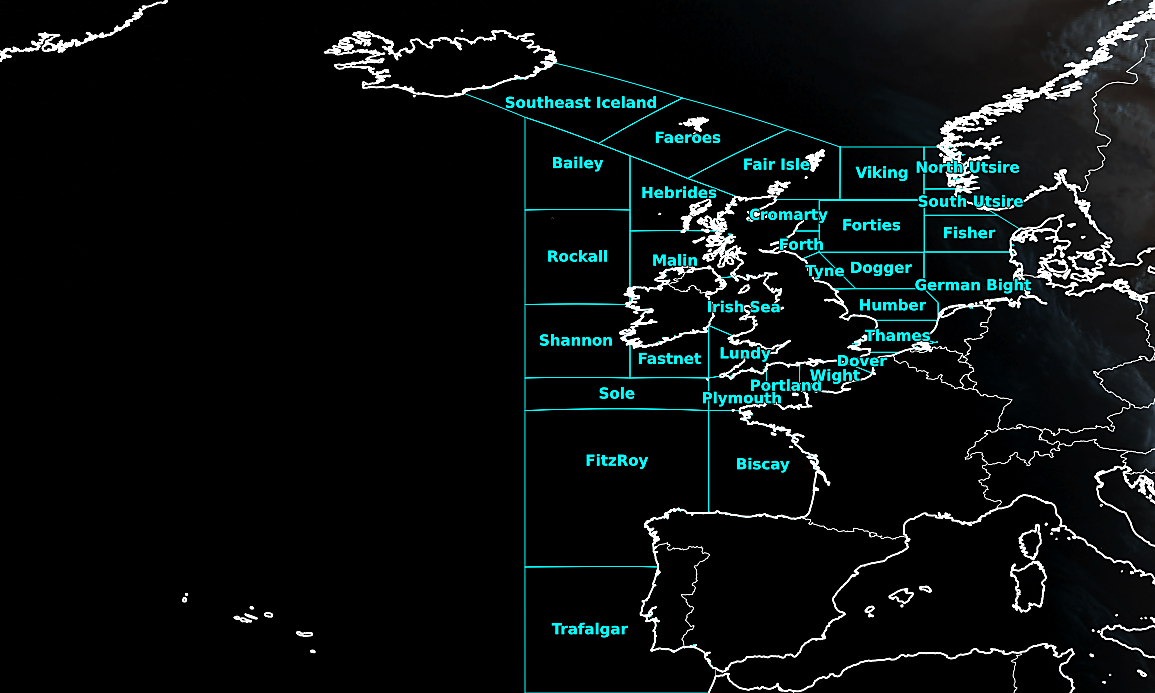 Southeast Iceland
Faeroes
Bailey
Fair Isle
Viking
North Utsire
Hebrides
South Utsire
Cromarty
Forties
Fisher
Forth
Rockall
Malin
Tyne
Dogger
German Bight
Irish Sea
Humber
Shannon
Thames
Fastnet
Lundy
Dover
Wight
Portland
Sole
Plymouth
FitzRoy
Biscay
Trafalgar